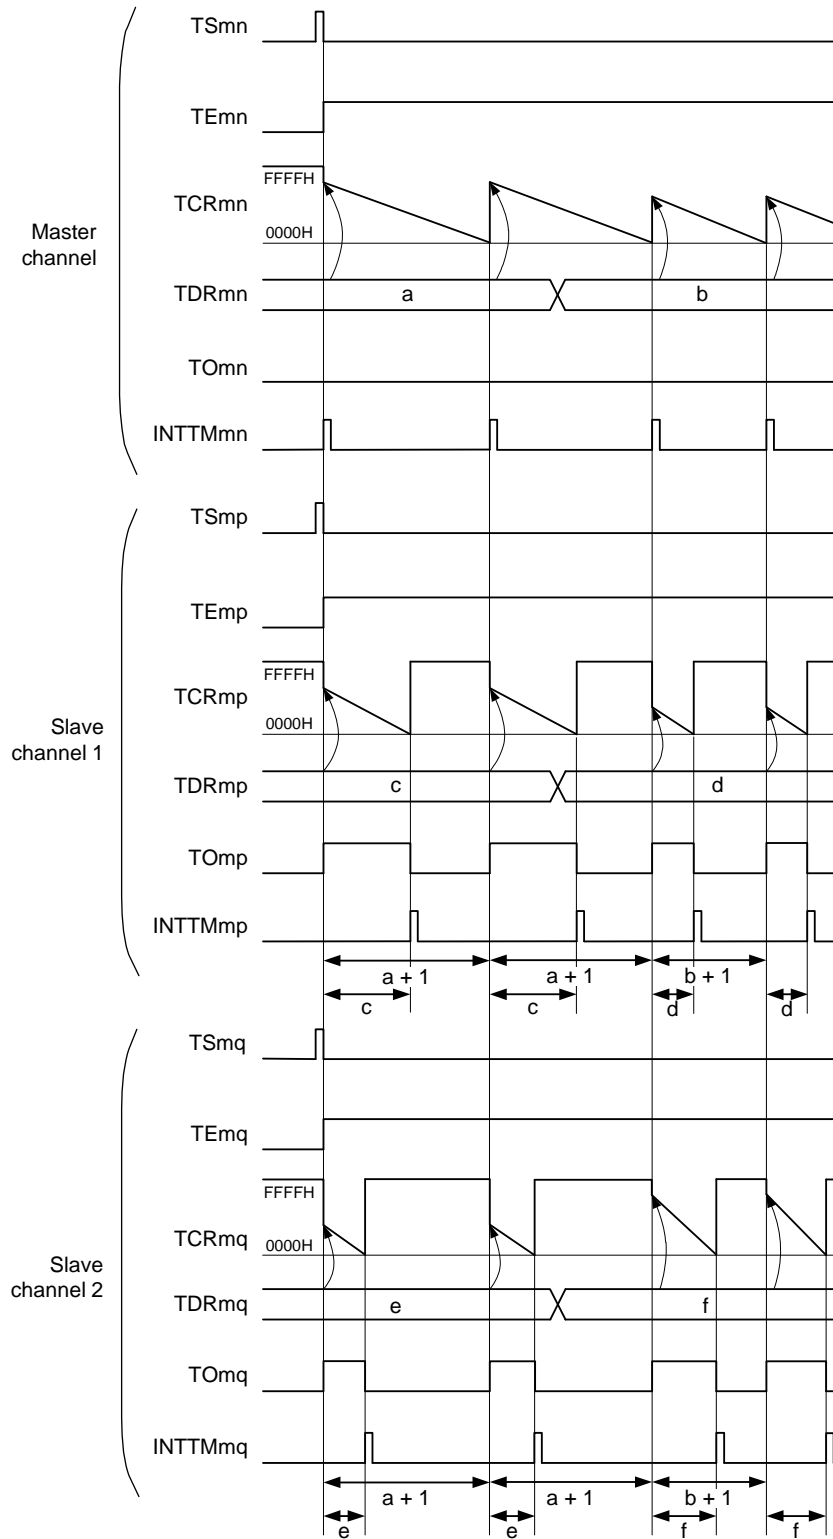 TSmn
TEmn
FFFFH
TCRmn
0000H
Master
channel
TDRmn
a
b
TOmn
INTTMmn
TSmp
TEmp
FFFFH
TCRmp
0000H
Slave
channel 1
TDRmp
c
d
TOmp
INTTMmp
a + 1
a + 1
b + 1
c
c
d
d
TSmq
TEmq
FFFFH
TCRmq
0000H
Slave
channel 2
TDRmq
e
f
TOmq
INTTMmq
a + 1
a + 1
b + 1
e
e
f
f